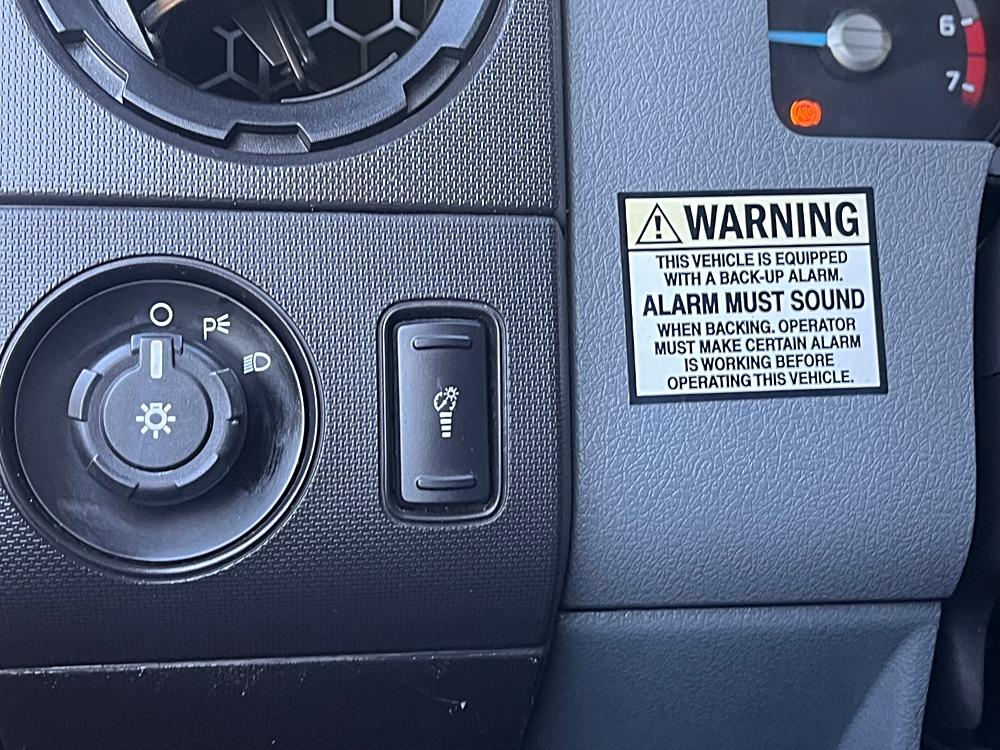 6
7
ABS
WARNING
THIS VEHICLE IS EQUIPPED
WITH A BACK-UP ALARM.
ALARM MUST SOUND
WHEN BACKING. OPERATOR
MUST MAKE CERTAIN ALARM
IS WORKING BEFORE
OPERATING THIS VEHICLE.
P